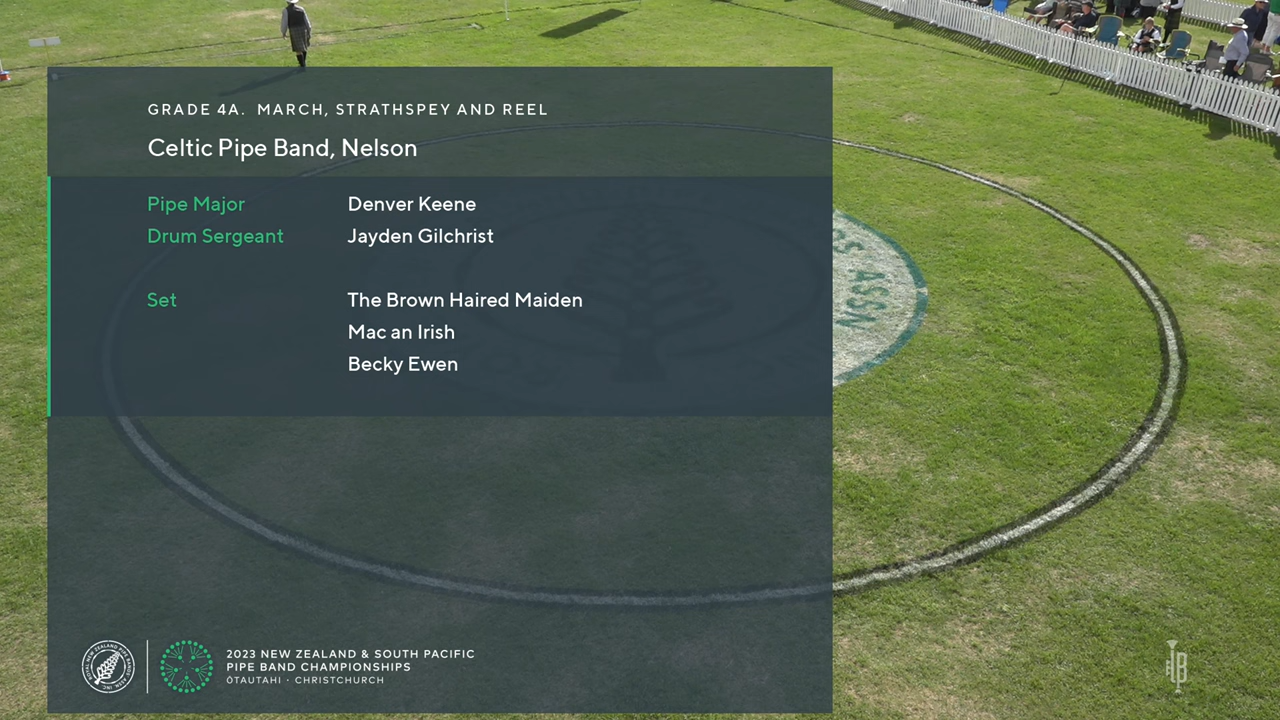 GRADE 4A. MARCH, STRATHSPEY AND REEL
Celtic Pipe Band, Nelson
Pipe Major Denver Keene
Drum Sergeant Jayden Gilchrist
Set The Brown Haired Maiden
Mac an Irish
Becky Ewen
ASSN
2023 NEW ZEALAND & SOUTH PACIFIC
PIPE BAND CHAMPIONSHIPS
ŌTAUTAHI · CHRISTCHURCH